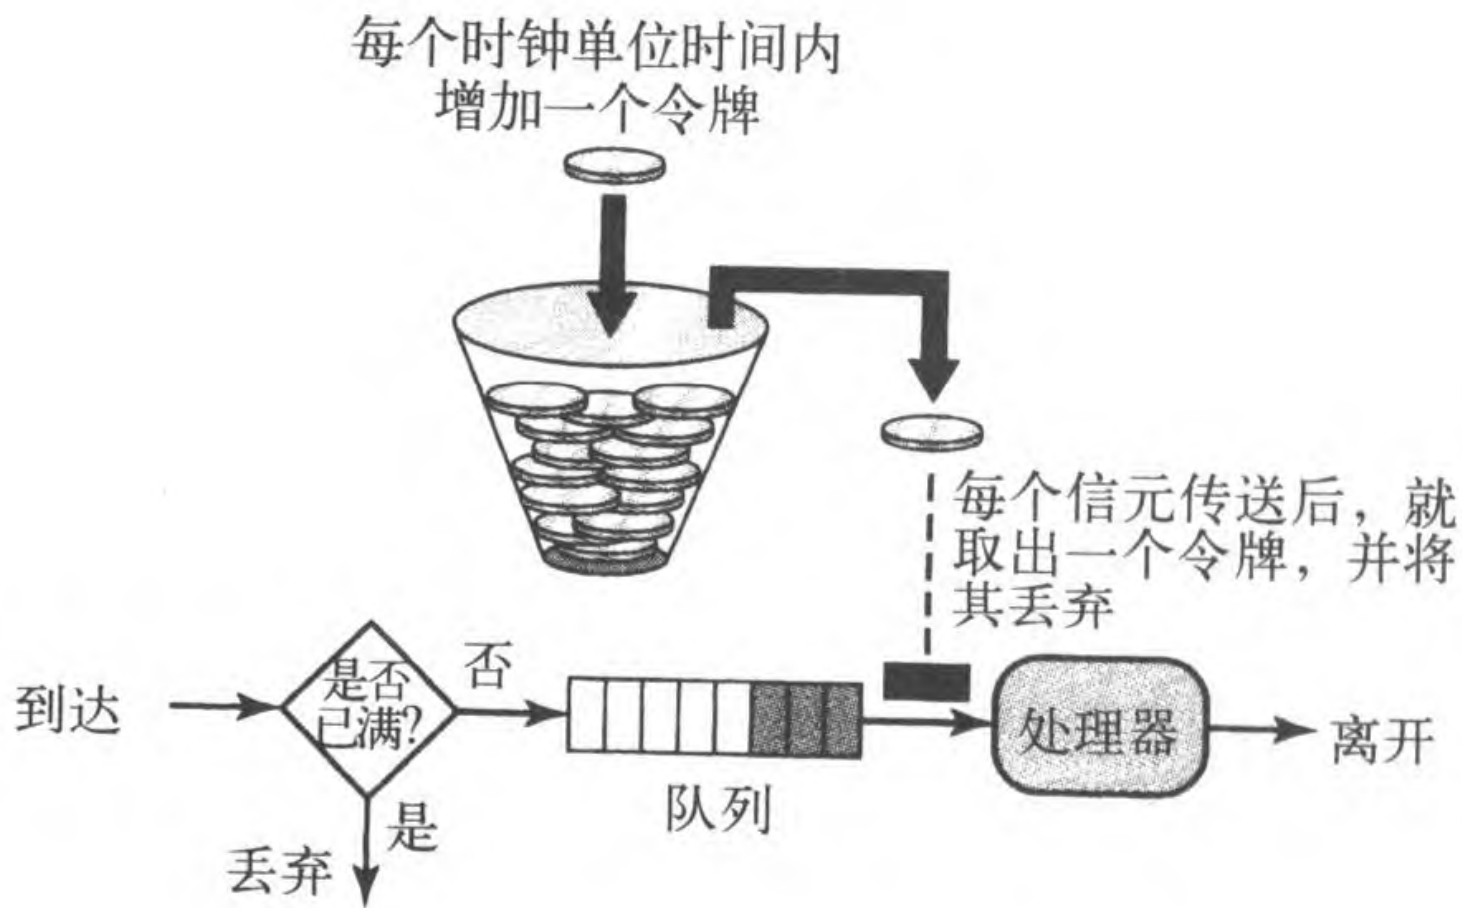 每个时钟单位时间内
增加一个令牌
每个信元传送后，就
取出一个令牌，并将
其丢弃
到达
是否
已满?
否
是
丢弃
队列
处理器
离开